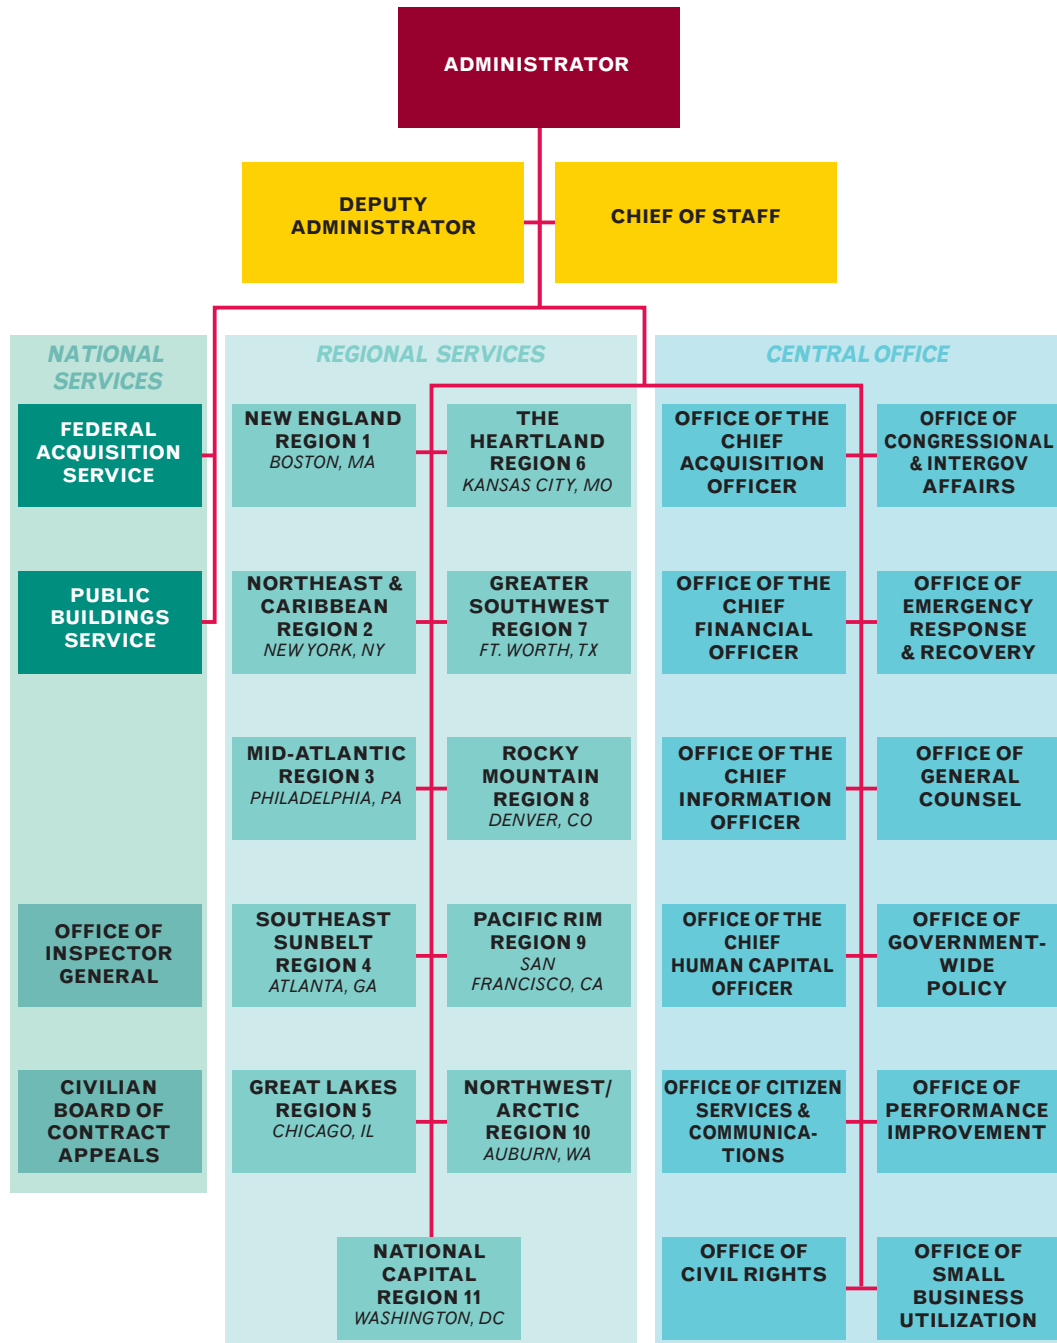 ADMINISTRATOR
DEPUTY
ADMINISTRATOR
CHIEF OF STAFF
NATIONAL
SERVICES
FEDERAL
ACQUISITION
SERVICE
PUBLIC
BUILDINGS
SERVICE
OFFICE OF
INSPECTOR
GENERAL
CIVILIAN
BOARD OF
CONTRACT
APPEALS
REGIONAL SERVICES
NEW ENGLAND
REGION 1
BOSTON, MA
THE
HEARTLAND
REGION 6
KANSAS CITY, MO
NORTHEAST &
CARIBBEAN
REGION 2
NEW YORK, NY
GREATER
SOUTHWEST
REGION 7
FT. WORTH, TX
MID-ATLANTIC
REGION 3
PHILADELPHIA, PA
ROCKY
MOUNTAIN
REGION 8
DENVER, CO
SOUTHEAST
SUNBELT
REGION 4
ATLANTA, GA
PACIFIC RIM
REGION 9
SAN
FRANCISCO, CA
GREAT LAKES
REGION 5
CHICAGO, IL
NORTHWEST/
ARCTIC
REGION 10
AUBURN, WA
NATIONAL
CAPITAL
REGION 11
WASHINGTON, DC
CENTRAL OFFICE
OFFICE OF THE
CHIEF
ACQUISITION
OFFICER
OFFICE OF
CONGRESSIONAL
& INTERGOV
AFFAIRS
OFFICE OF THE
CHIEF
FINANCIAL
OFFICER
OFFICE OF
EMERGENCY
RESPONSE
& RECOVERY
OFFICE OF THE
CHIEF
INFORMATION
OFFICER
OFFICE OF
GENERAL
COUNSEL
OFFICE OF THE
CHIEF
HUMAN CAPITAL
OFFICER
OFFICE OF
GOVERNMENT-
WIDE
POLICY
OFFICE OF CITIZEN
SERVICES &
COMMUNICA-
TIONS
OFFICE OF
PERFORMANCE
IMPROVEMENT
OFFICE OF
CIVIL RIGHTS
OFFICE OF
SMALL
BUSINESS
UTILIZATION